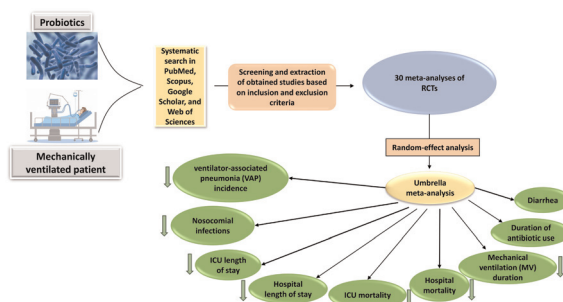 Probiotics
Mechanically ventilated patient
Systematic
search in
PubMed,
Scopus,
Google
Scholar, and
Web of
Sciences
Screening and extraction
of obtained studies based
on inclusion and exclusion
criteria
30 meta-analyses of
RCTs
Random-effect analysis
Umbrella
meta-analysis
ventilator-associated
pneumonia (VAP)
incidence
Nosocomial
infections
ICU length
of stay
Hospital
length of stay
ICU mortality
Hospital
mortality
Mechanical
ventilation (MV)
duration
Duration of
antibiotic use
Diarrhea